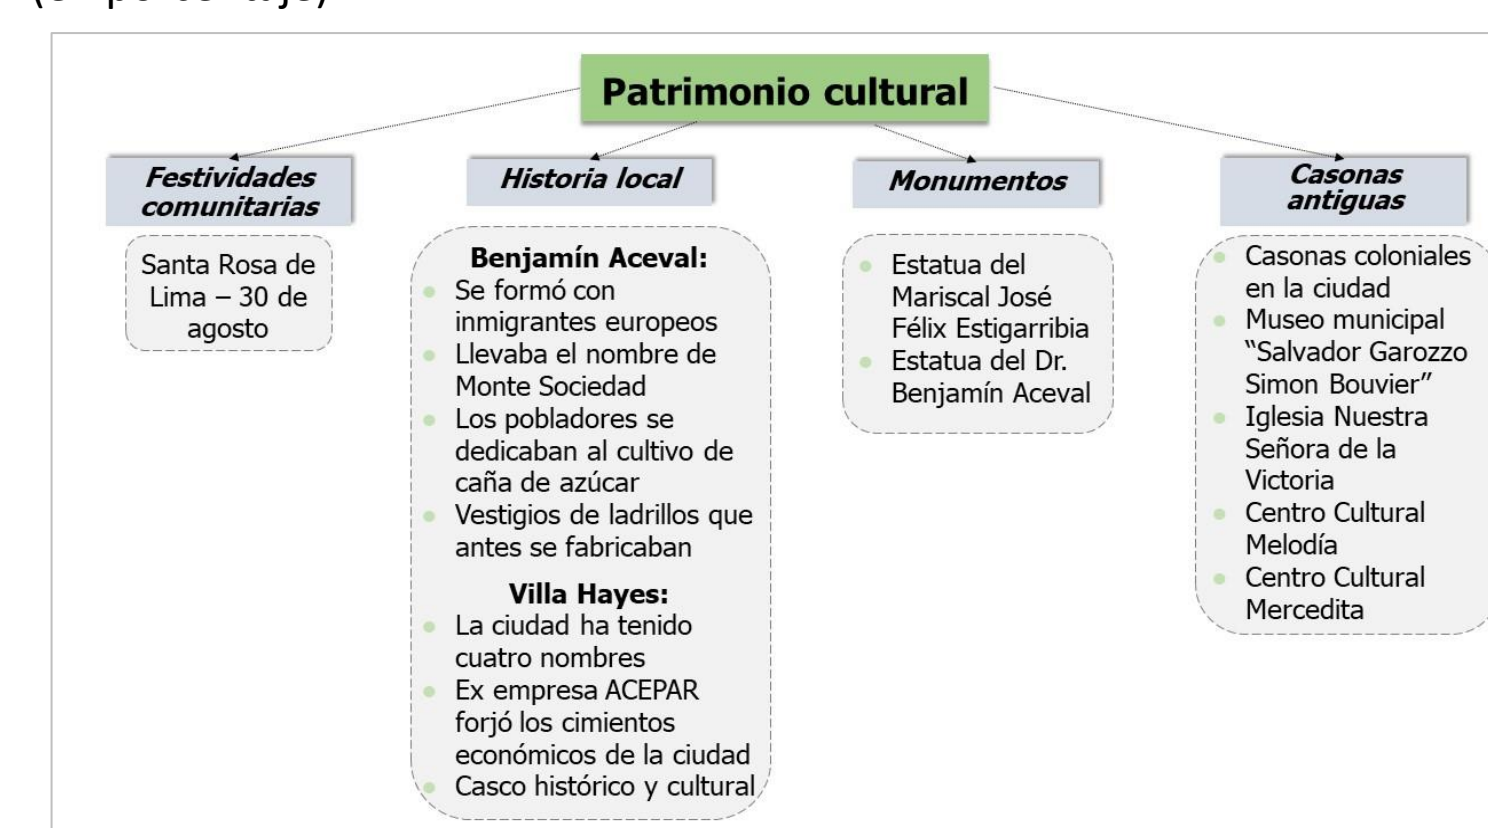 (en porcentaje)
Patrimonio cultural
Festividades
comunitarias
Santa Rosa de
Lima – 30 de
agosto
Historia local
Benjamín Aceval:
Se formó con
inmigrantes europeos
Llevaba el nombre de
Monte Sociedad
Los pobladores se
dedicaban al cultivo de
caña de azúcar
Vestigios de ladrillos que
antes se fabricaban
Villa Hayes:
La ciudad ha tenido
cuatro nombres
Ex empresa ACEPAR
forjó los cimientos
económicos de la ciudad
Casco histórico y cultural
Monumentos
Estatua del
Mariscal José
Félix Estigarribia
Estatua del Dr.
Benjamín Aceval
Casonas
antiguas
Casonas coloniales
en la ciudad
Museo municipal
“Salvador Garozzo
Simon Bouvier”
Iglesia Nuestra
Señora de la
Victoria
Centro Cultural
Melodía
Centro Cultural
Mercedita